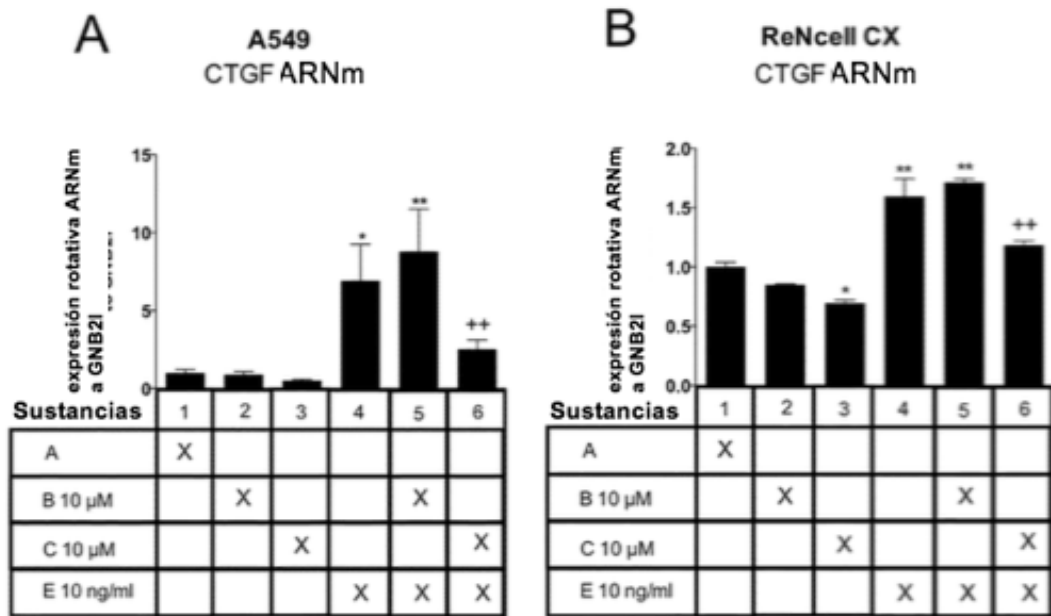 A
A549
CTGF ARNm
expresión rotativa ARNm
a GNB2I
15
10
5
0
*
**
++
Sustancias 1 2 3 4 5 6
A X
B 10 µM X X
C 10 µM X X
E 10 ng/ml X X X
B
ReNcell CX
CTGF ARNm
expresión rotativa ARNm
a GNB2I
2.0
1.5
1.0
0.5
0.0
*
**
**
++
Sustancias 1 2 3 4 5 6
A X
B 10 µM X X
C 10 µM X X
E 10 ng/ml X X X